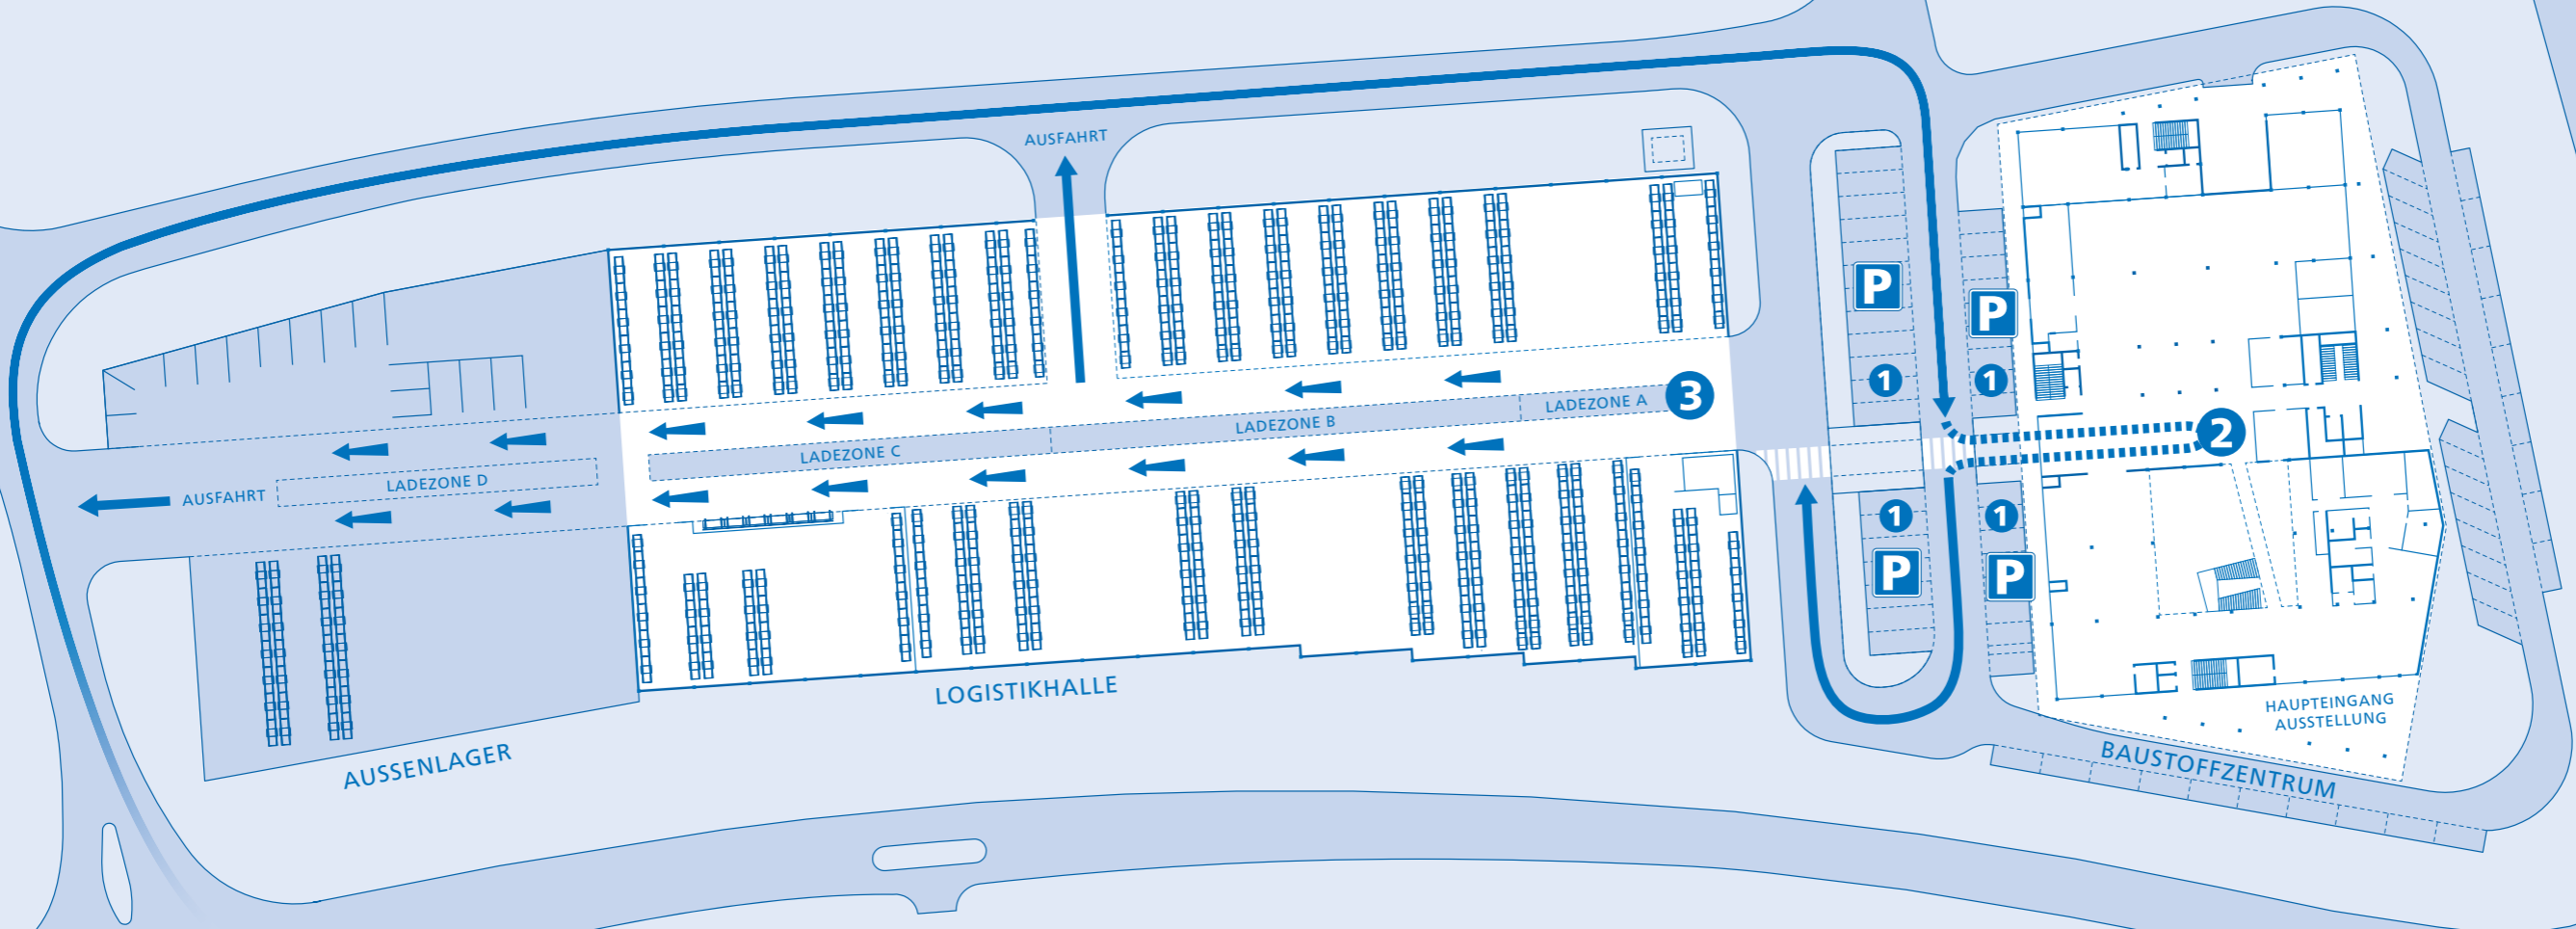 AUSFAHRT
P
P
1
1
3
LADEZONE A
LADEZONE B
2
LADEZONE C
LADEZONE D
AUSFAHRT
1
1
P
P
LOGISTIKHALLE
HAUPTEINGANG
AUSSTELLUNG
AUSSENLAGER
BAUSTOFFZENTRUM